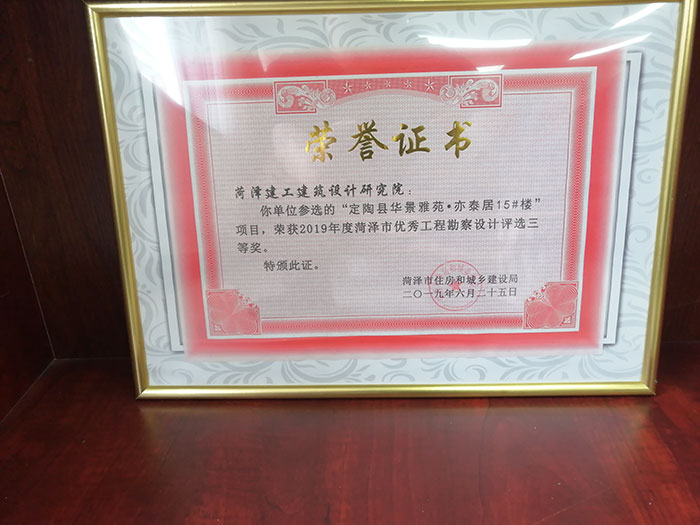 荣誉证书
菏泽建工建筑设计研究院：
你单位参选的“定陶县华景雅苑·亦泰居15#楼”
项目，荣获2019年度菏泽市优秀工程勘察设计评选三
等奖。
特颁此证。
菏泽市住房和城乡建设局
二〇一九年六月二十五日